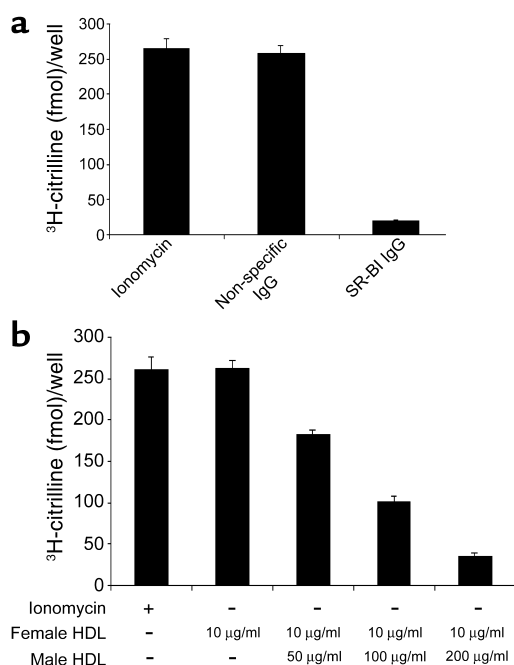 a
³H-citrilline (fmol)/well
300
250
200
150
100
50
0
Ionomycin
Non-specific
IgG
SR-BI IgG
b
³H-citrilline (fmol)/well
300
250
200
150
100
50
0
Ionomycin + – – – –
Female HDL – 10 µg/ml 10 µg/ml 10 µg/ml 10 µg/ml
Male HDL – – 50 µg/ml 100 µg/ml 200 µg/ml